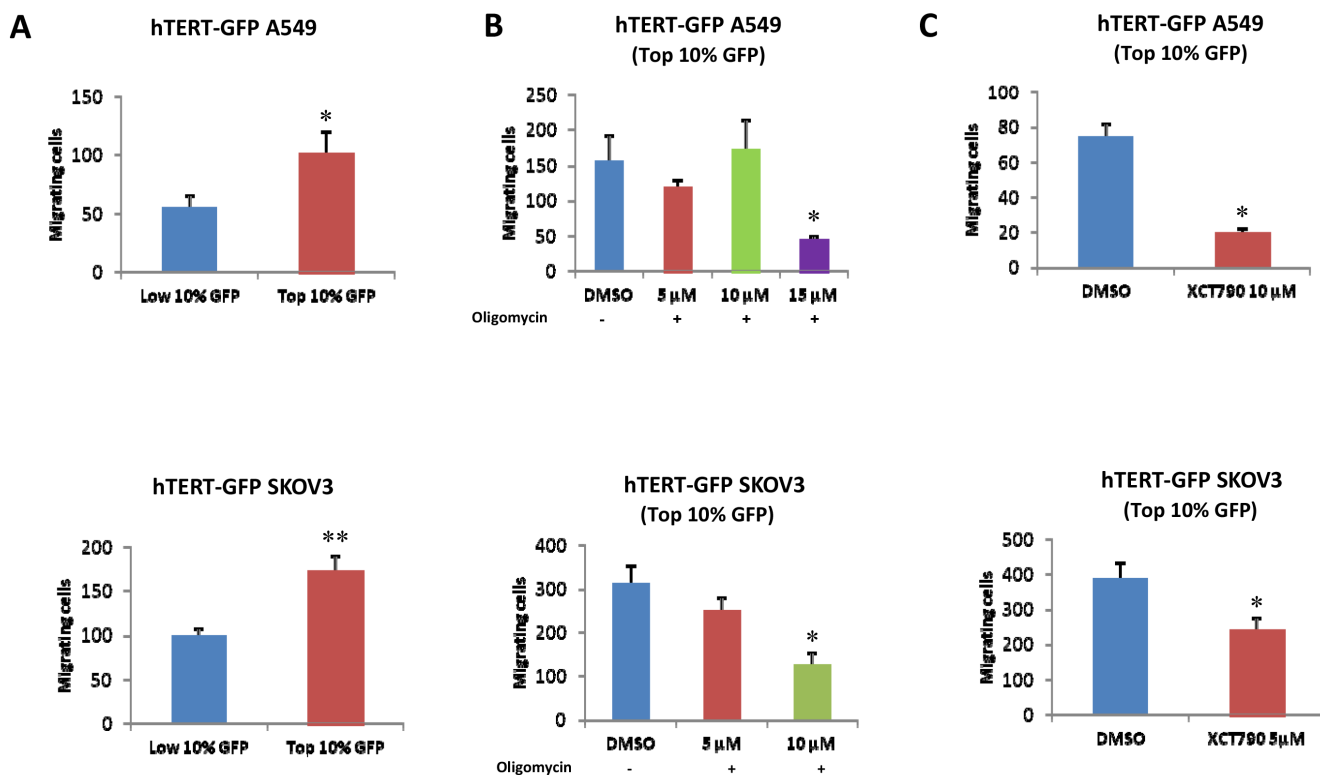 A
hTERT-GFP A549
150
100
50
0
Migrating cells
*
Low 10% GFP Top 10% GFP
B
hTERT-GFP A549
(Top 10% GFP)
250
200
150
100
50
0
Migrating cells
*
DMSO 5 µM 10 µM 15 µM
Oligomycin - + + +
C
hTERT-GFP A549
(Top 10% GFP)
100
80
60
40
20
0
Migrating cells
*
DMSO XCT790 10 µM
hTERT-GFP SKOV3
200
150
100
50
0
Migrating cells
**
Low 10% GFP Top 10% GFP
hTERT-GFP SKOV3
(Top 10% GFP)
400
300
200
100
0
Migrating cells
*
DMSO 5 µM 10 µM
Oligomycin - + +
hTERT-GFP SKOV3
(Top 10% GFP)
500
400
300
200
100
0
Migrating cells
*
DMSO XCT790 5µM